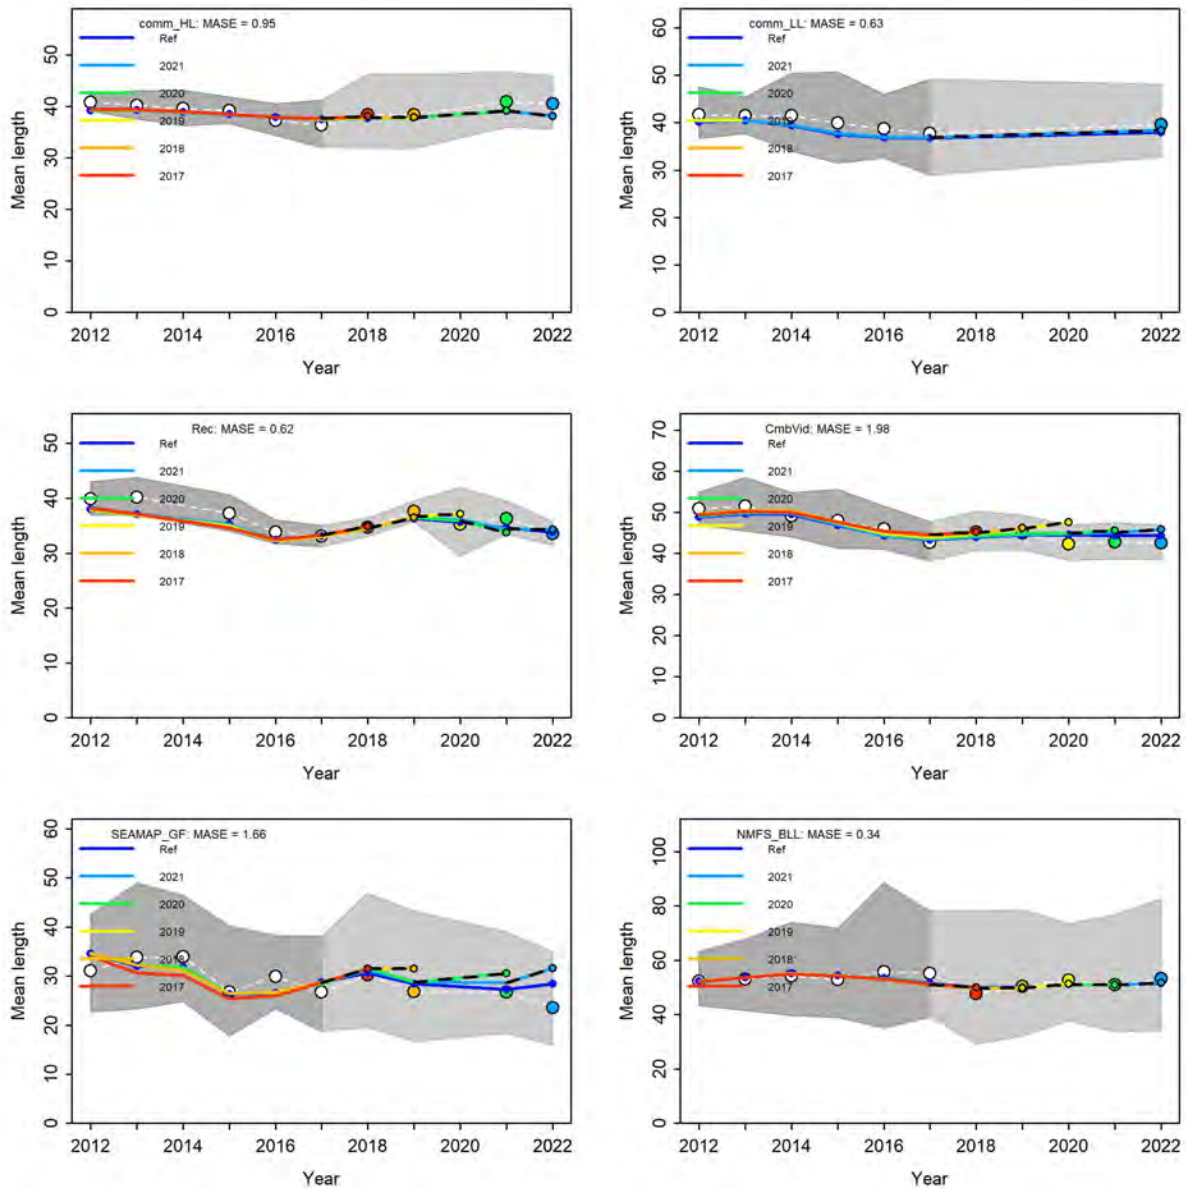 comm_HL: MASE = 0.95
Ref
2021
2020
2019
2018
2017
Mean length
0
10
20
30
40
50
2012 2014 2016 2018 2020 2022
Year
comm_LL: MASE = 0.63
Ref
2021
2020
2019
2018
2017
Mean length
0
10
20
30
40
50
60
2012 2014 2016 2018 2020 2022
Year
Rec: MASE = 0.62
Ref
2021
2020
2019
2018
2017
Mean length
0
10
20
30
40
50
2012 2014 2016 2018 2020 2022
Year
CmbVid: MASE = 1.98
Ref
2021
2020
2019
2018
2017
Mean length
0
10
20
30
40
50
60
70
2012 2014 2016 2018 2020 2022
Year
SEAMAP_GF: MASE = 1.66
Ref
2021
2020
2019
2018
2017
Mean length
0
10
20
30
40
50
60
2012 2014 2016 2018 2020 2022
Year
NMFS_BLL: MASE = 0.34
Ref
2021
2020
2019
2018
2017
Mean length
0
20
40
60
80
100
2012 2014 2016 2018 2020 2022
Year